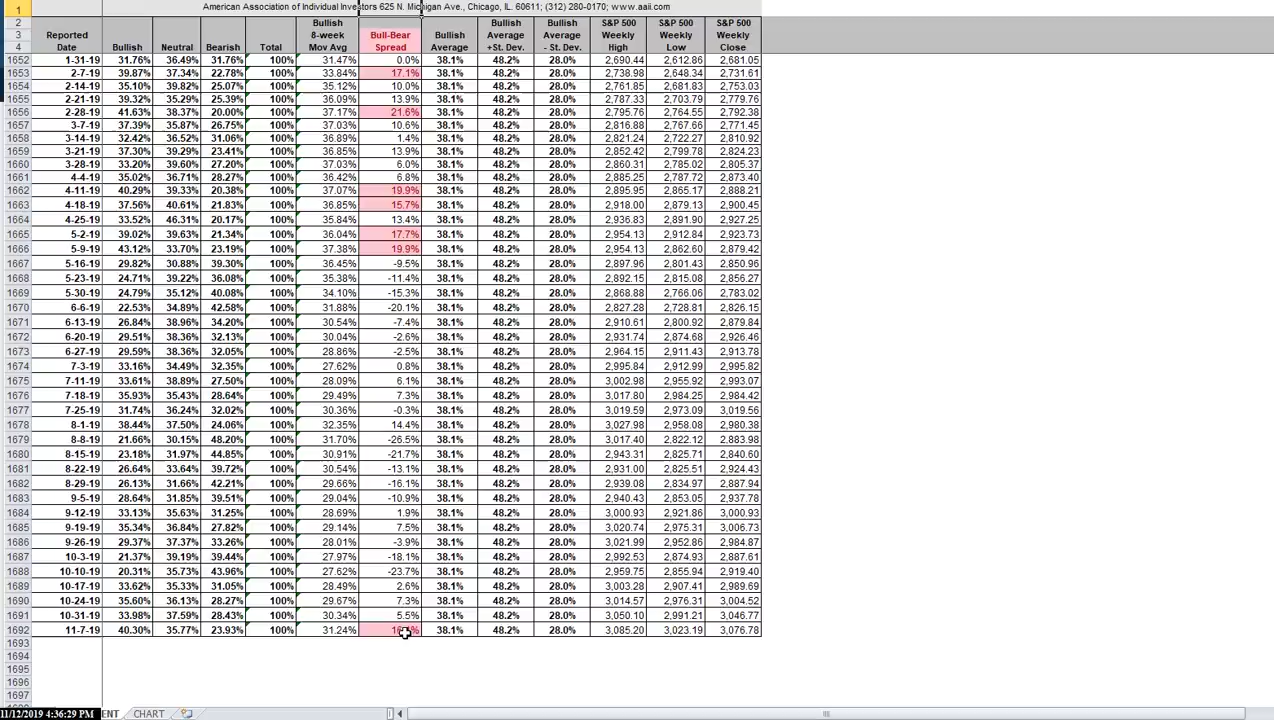 1 American Association of Individual Investors 625 N. Michigan Ave., Chicago, IL. 60611; (312) 280-0170; www.aaii.com
2 Bullish Bullish Bullish S&P 500 S&P 500 S&P 500
3 Reported 8-week Bull-Bear Bullish Average Average Weekly Weekly Weekly
4 Date Bullish Neutral Bearish Total Mov Avg Spread Average +St. Dev. - St. Dev. High Low Close
1652 1-31-19 31.76% 36.49% 31.76% 100% 31.47% 0.0% 38.1% 48.2% 28.0% 2,690.44 2,612.86 2,681.05
1653 2-7-19 39.87% 37.34% 22.78% 100% 33.84% 17.1% 38.1% 48.2% 28.0% 2,738.98 2,648.34 2,731.61
1654 2-14-19 35.10% 39.82% 25.07% 100% 35.12% 10.0% 38.1% 48.2% 28.0% 2,761.85 2,681.83 2,753.03
1655 2-21-19 39.32% 35.29% 25.39% 100% 36.09% 13.9% 38.1% 48.2% 28.0% 2,787.33 2,703.79 2,779.76
1656 2-28-19 41.63% 38.37% 20.00% 100% 37.17% 21.6% 38.1% 48.2% 28.0% 2,795.76 2,764.55 2,792.38
1657 3-7-19 37.39% 35.87% 26.75% 100% 37.03% 10.6% 38.1% 48.2% 28.0% 2,816.88 2,767.66 2,771.45
1658 3-14-19 32.42% 36.52% 31.06% 100% 36.89% 1.4% 38.1% 48.2% 28.0% 2,821.24 2,722.27 2,810.92
1659 3-21-19 37.30% 39.29% 23.41% 100% 36.85% 13.9% 38.1% 48.2% 28.0% 2,852.42 2,799.78 2,824.23
1660 3-28-19 33.20% 39.60% 27.20% 100% 37.03% 6.0% 38.1% 48.2% 28.0% 2,860.31 2,785.02 2,805.37
1661 4-4-19 35.02% 36.71% 28.27% 100% 36.42% 6.8% 38.1% 48.2% 28.0% 2,885.25 2,787.72 2,873.40
1662 4-11-19 40.29% 39.33% 20.38% 100% 37.07% 19.9% 38.1% 48.2% 28.0% 2,895.95 2,865.17 2,888.21
1663 4-18-19 37.56% 40.61% 21.83% 100% 36.85% 15.7% 38.1% 48.2% 28.0% 2,918.00 2,879.13 2,900.45
1664 4-25-19 33.52% 46.31% 20.17% 100% 35.84% 13.4% 38.1% 48.2% 28.0% 2,936.83 2,891.90 2,927.25
1665 5-2-19 39.02% 39.63% 21.34% 100% 36.04% 17.7% 38.1% 48.2% 28.0% 2,954.13 2,912.84 2,923.73
1666 5-9-19 43.12% 33.70% 23.19% 100% 37.38% 19.9% 38.1% 48.2% 28.0% 2,954.13 2,862.60 2,879.42
1667 5-16-19 29.82% 30.88% 39.30% 100% 36.45% -9.5% 38.1% 48.2% 28.0% 2,897.96 2,801.43 2,850.96
1668 5-23-19 24.71% 39.22% 36.08% 100% 35.38% -11.4% 38.1% 48.2% 28.0% 2,892.15 2,815.08 2,856.27
1669 5-30-19 24.79% 35.12% 40.08% 100% 34.10% -15.3% 38.1% 48.2% 28.0% 2,868.88 2,766.06 2,783.02
1670 6-6-19 22.53% 34.89% 42.58% 100% 31.88% -20.1% 38.1% 48.2% 28.0% 2,827.28 2,728.81 2,826.15
1671 6-13-19 26.84% 38.96% 34.20% 100% 30.54% -7.4% 38.1% 48.2% 28.0% 2,910.61 2,800.92 2,879.84
1672 6-20-19 29.51% 38.36% 32.13% 100% 30.04% -2.6% 38.1% 48.2% 28.0% 2,931.74 2,874.68 2,926.46
1673 6-27-19 29.59% 38.36% 32.05% 100% 28.86% -2.5% 38.1% 48.2% 28.0% 2,964.15 2,911.43 2,913.78
1674 7-3-19 33.16% 34.49% 32.35% 100% 27.62% 0.8% 38.1% 48.2% 28.0% 2,995.84 2,912.99 2,995.82
1675 7-11-19 33.61% 38.89% 27.50% 100% 28.09% 6.1% 38.1% 48.2% 28.0% 3,002.98 2,955.92 2,993.07
1676 7-18-19 35.93% 35.43% 28.64% 100% 29.49% 7.3% 38.1% 48.2% 28.0% 3,017.80 2,984.25 2,984.42
1677 7-25-19 31.74% 36.24% 32.02% 100% 30.36% -0.3% 38.1% 48.2% 28.0% 3,019.59 2,973.09 3,019.56
1678 8-1-19 38.44% 37.50% 24.06% 100% 32.35% 14.4% 38.1% 48.2% 28.0% 3,027.98 2,958.08 2,980.38
1679 8-8-19 21.66% 30.15% 48.20% 100% 31.70% -26.5% 38.1% 48.2% 28.0% 3,017.40 2,822.12 2,883.98
1680 8-15-19 23.18% 31.97% 44.85% 100% 30.91% -21.7% 38.1% 48.2% 28.0% 2,943.31 2,825.71 2,840.60
1681 8-22-19 26.64% 33.64% 39.72% 100% 30.54% -13.1% 38.1% 48.2% 28.0% 2,931.00 2,825.51 2,924.43
1682 8-29-19 26.13% 31.66% 42.21% 100% 29.66% -16.1% 38.1% 48.2% 28.0% 2,939.08 2,834.97 2,887.94
1683 9-5-19 28.64% 31.85% 39.51% 100% 29.04% -10.9% 38.1% 48.2% 28.0% 2,940.43 2,853.05 2,937.78
1684 9-12-19 33.13% 35.63% 31.25% 100% 28.69% 1.9% 38.1% 48.2% 28.0% 3,000.93 2,921.86 3,000.93
1685 9-19-19 35.34% 36.84% 27.82% 100% 29.14% 7.5% 38.1% 48.2% 28.0% 3,020.74 2,975.31 3,006.73
1686 9-26-19 29.37% 37.37% 33.26% 100% 28.01% -3.9% 38.1% 48.2% 28.0% 3,021.99 2,952.86 2,984.87
1687 10-3-19 21.37% 39.19% 39.44% 100% 27.97% -18.1% 38.1% 48.2% 28.0% 2,992.53 2,874.93 2,887.61
1688 10-10-19 20.31% 35.73% 43.96% 100% 27.62% -23.7% 38.1% 48.2% 28.0% 2,959.75 2,855.94 2,919.40
1689 10-17-19 33.62% 35.33% 31.05% 100% 28.49% 2.6% 38.1% 48.2% 28.0% 3,003.28 2,907.41 2,989.69
1690 10-24-19 35.60% 36.13% 28.27% 100% 29.67% 7.3% 38.1% 48.2% 28.0% 3,014.57 2,976.31 3,004.52
1691 10-31-19 33.98% 37.59% 28.43% 100% 30.34% 5.5% 38.1% 48.2% 28.0% 3,050.10 2,991.21 3,046.77
1692 11-7-19 40.30% 35.77% 23.93% 100% 31.24% 38.1% 48.2% 28.0% 3,085.20 3,023.19 3,076.78
1693
1694
1695
1696
1697
11/12/2019 4:36:29 PM ENT CHART